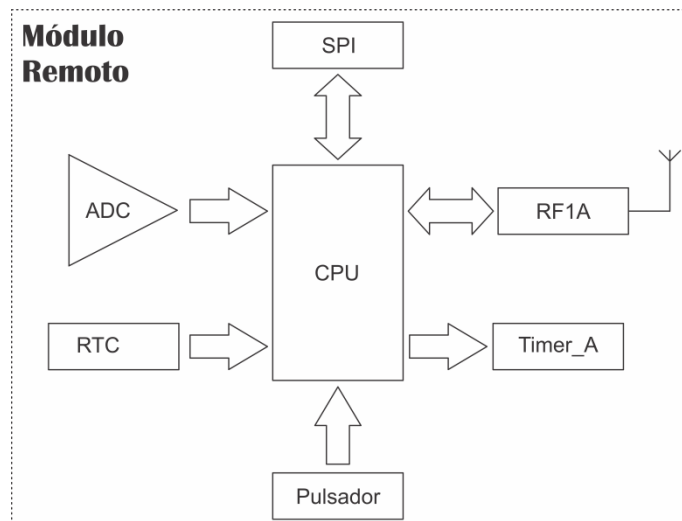 Módulo
Remoto
SPI
ADC
RF1A
CPU
RTC
Timer_A
Pulsador